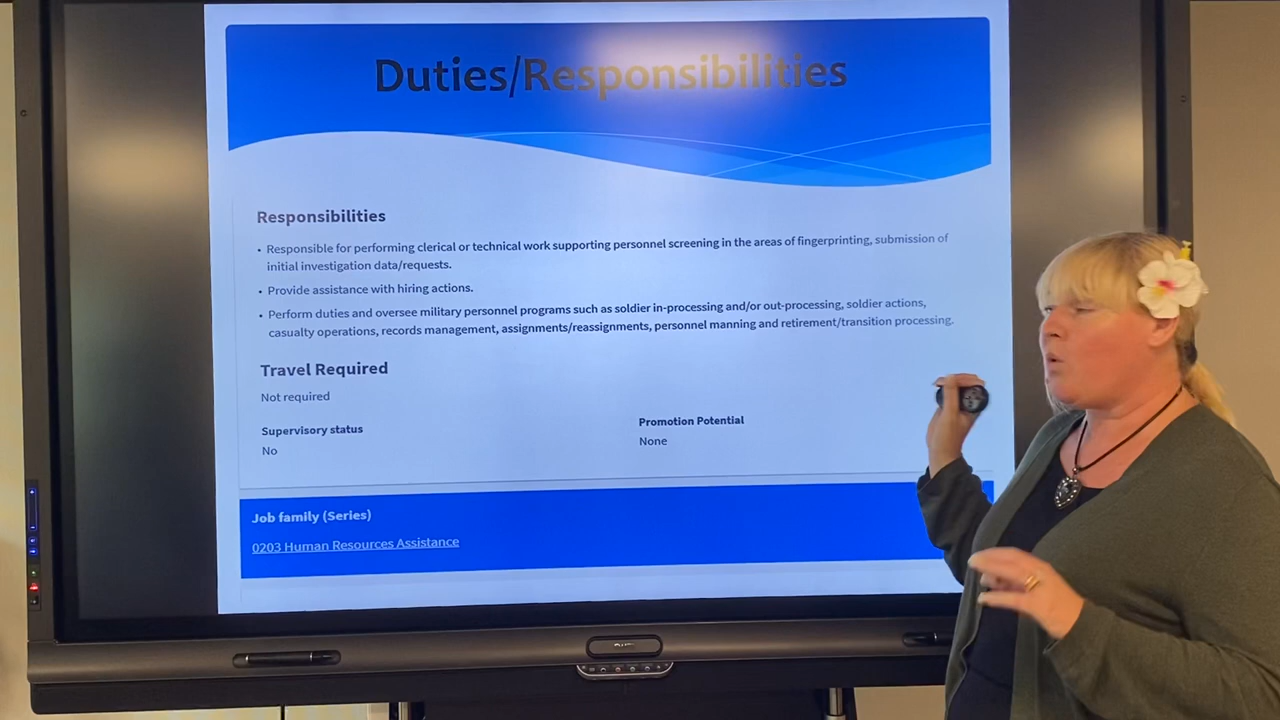 Duties/Responsibilities
Responsibilities
• Responsible for performing clerical or technical work supporting personnel screening in the areas of fingerprinting, submission of
initial investigation data/requests.
• Provide assistance with hiring actions.
• Perform duties and oversee military personnel programs such as soldier in-processing and/or out-processing, soldier actions,
casualty operations, records management, assignments/reassignments, personnel manning and retirement/transition processing.
Travel Required
Not required
Supervisory status
No
Promotion Potential
None
Job family (Series)
0203 Human Resources Assistance